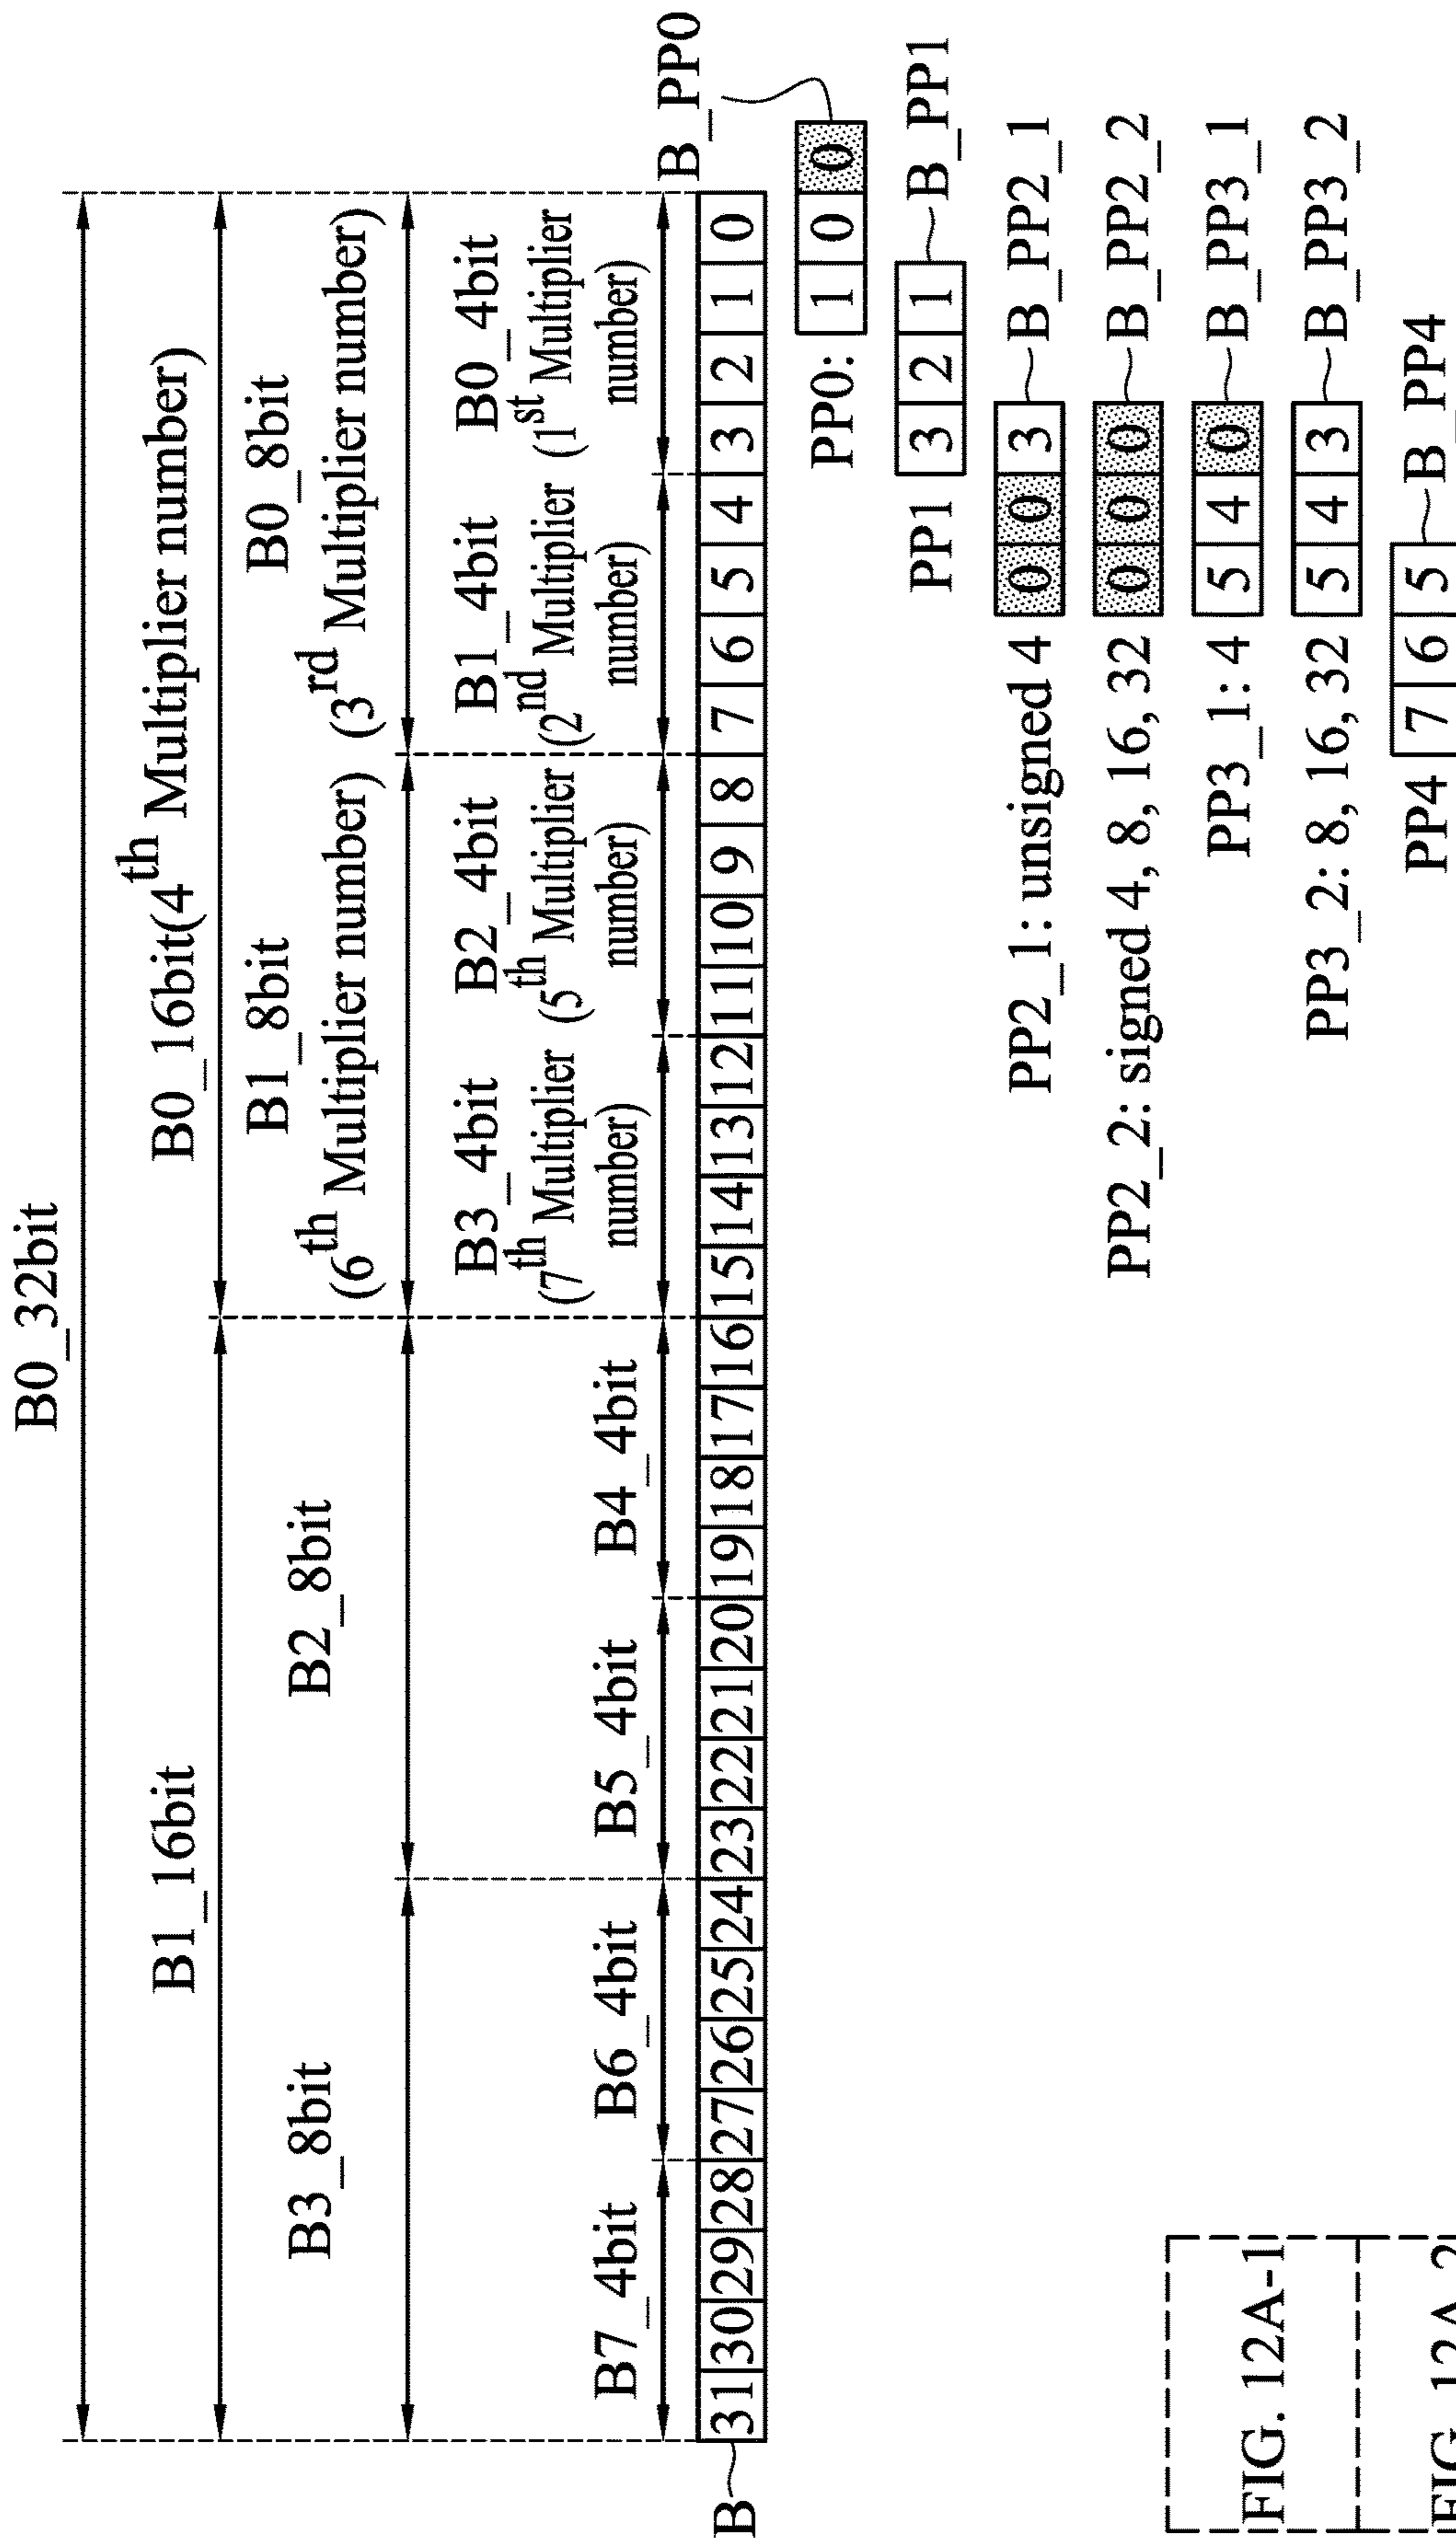 B0_32bit
B1_16bit
B0_16bit(4th Multiplier number)
B3_8bit
B2_8bit
B1_8bit
(6th Multiplier number)
B0_8bit
(3rd Multiplier number)
B7_4bit
B6_4bit
B5_4bit
B4_4bit
B3_4bit
(7th Multiplier
number)
B2_4bit
(5th Multiplier
number)
B1_4bit
(2nd Multiplier
number)
B0_4bit
(1st Multiplier
number)
B
31 30 29 28 27 26 25 24 23 22 21 20 19 18 17 16 15 14 13 12 11 10 9 8 7 6 5 4 3 2 1 0
B_PP0
PP0: 1 0 0
PP1 3 2 1 B_PP1
PP2_1: unsigned 4 0 0 3 B_PP2_1
PP2_2: signed 4, 8, 16, 32 0 0 0 B_PP2_2
PP3_1: 4 5 4 0 B_PP3_1
PP3_2: 8, 16, 32 5 4 3 B_PP3_2
PP4 7 6 5 B_PP4
FIG. 12A-1
FIG. 12A-2